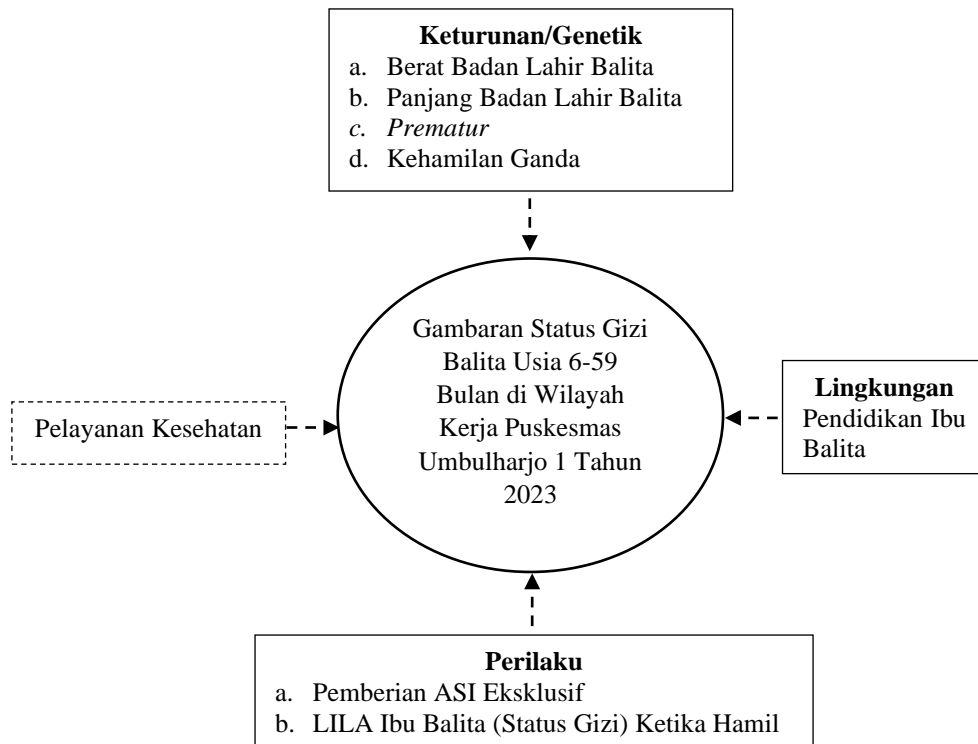 Keturunan/Genetik
a. Berat Badan Lahir Balita
b. Panjang Badan Lahir Balita
c. Prematur
d. Kehamilan Ganda
Gambaran Status Gizi
Balita Usia 6-59
Bulan di Wilayah
Kerja Puskesmas
Umbulharjo 1 Tahun
2023
Pelayanan Kesehatan
Lingkungan
Pendidikan Ibu
Balita
Perilaku
a. Pemberian ASI Eksklusif
b. LILA Ibu Balita (Status Gizi) Ketika Hamil